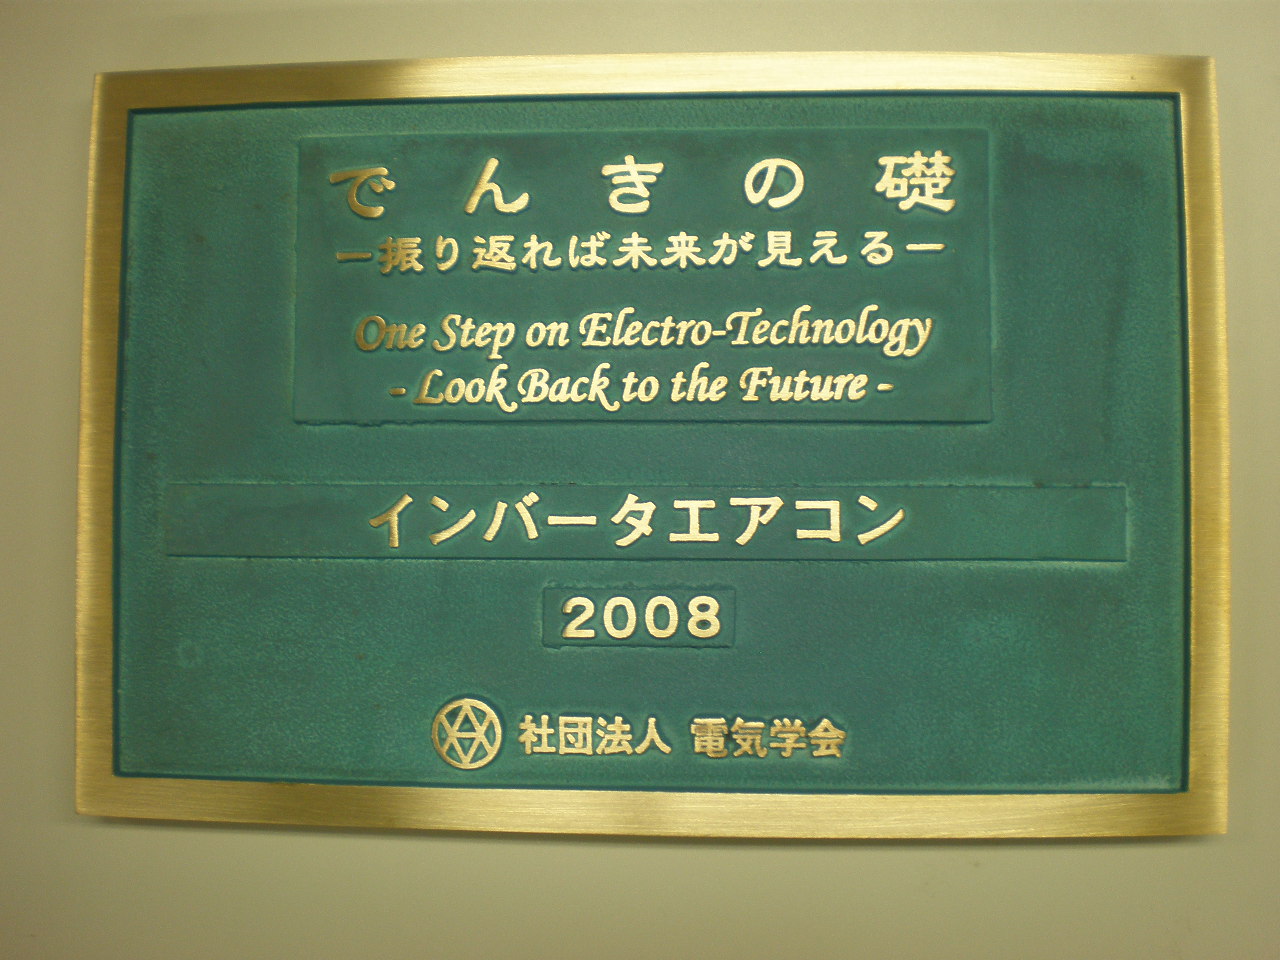 でんきの礎
ー振り返れば未来が見えるー
One Step on Electro-Technology
- Look Back to the Future -
インバータエアコン
2008
社団法人 電気学会